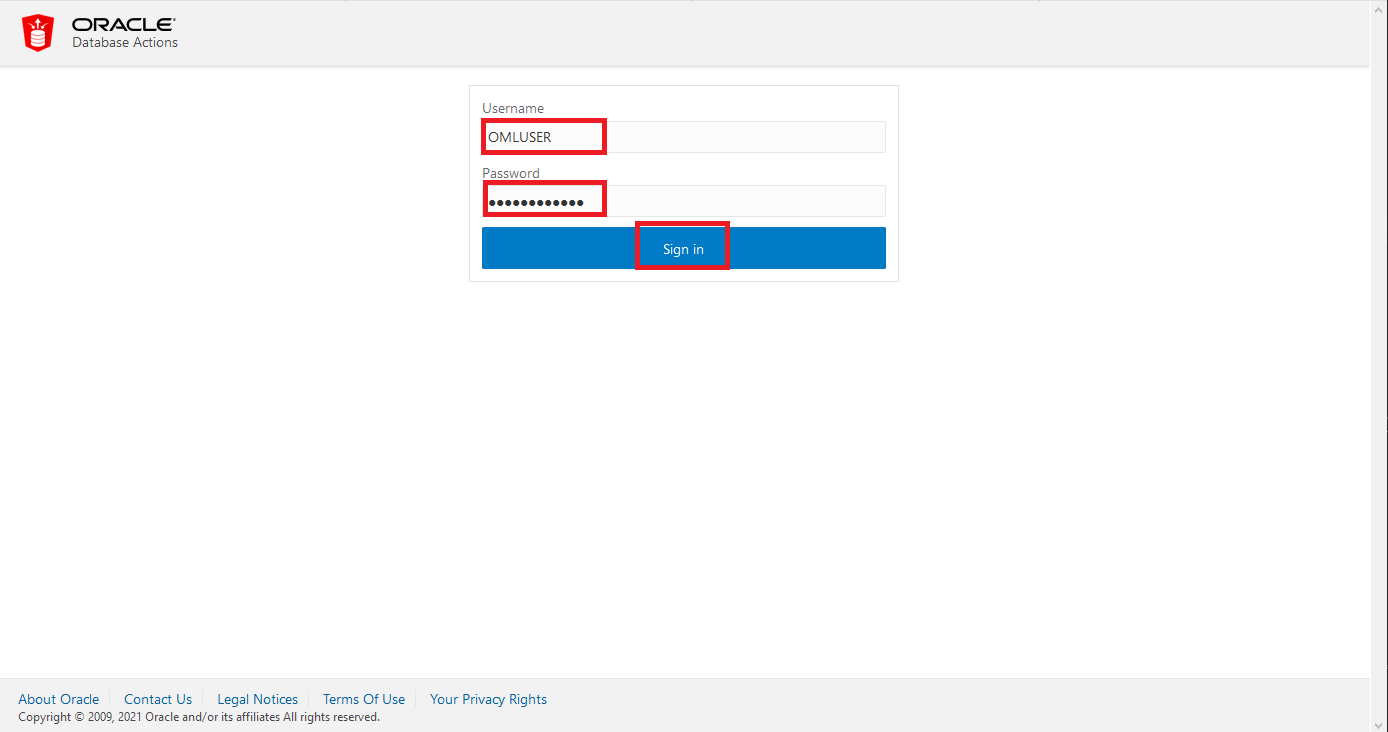 ORACLE
Database Actions
Username
OMLUSER
Password
●●●●●●●●●●●●
Sign in
About Oracle Contact Us Legal Notices Terms Of Use Your Privacy Rights
Copyright © 2009, 2021 Oracle and/or its affiliates All rights reserved.